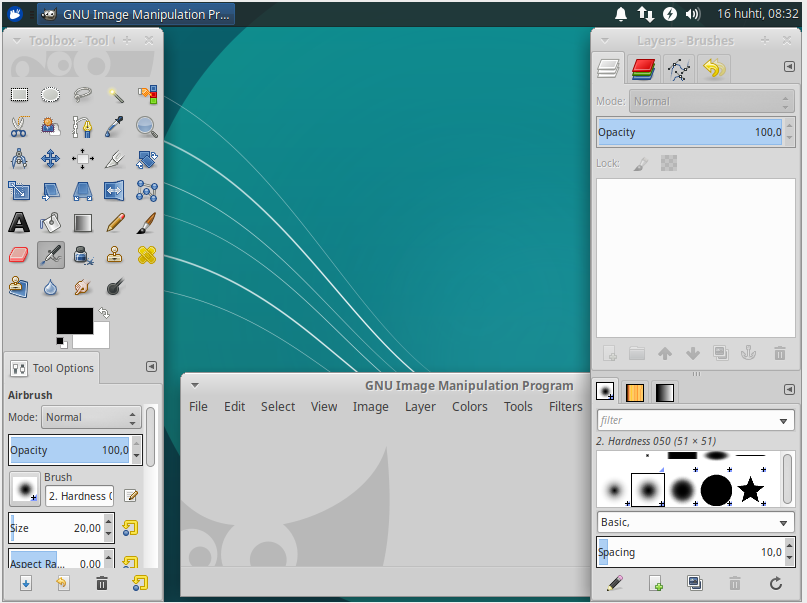 GNU Image Manipulation Pr...
16 huhti, 08:32
Toolbox - Tool
Layers - Brushes
Mode: Normal
Opacity 100,0
Lock:
Tool Options
Airbrush
Mode: Normal
Opacity 100,0
Brush
2. Hardness
Size 20,00
Aspect Ra... 0,00
GNU Image Manipulation Program
File Edit Select View Image Layer Colors Tools Filters
filter
2. Hardness 050 (51 × 51)
Basic,
Spacing 10,0